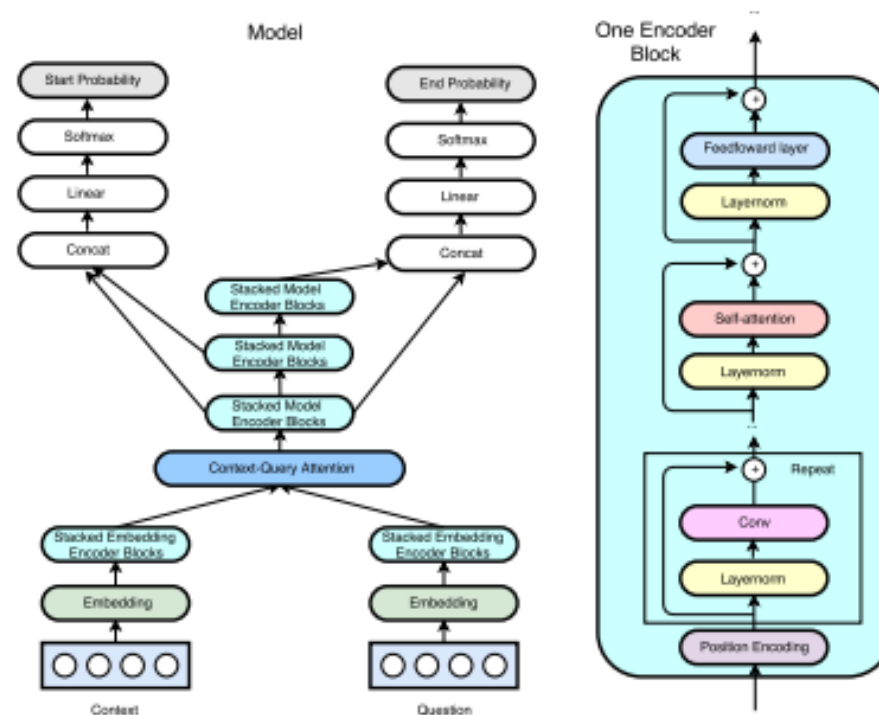 Model
Start Probability
Softmax
Linear
Concat
End Probability
Softmax
Linear
Concat
Stacked Model
Encoder Blocks
Stacked Model
Encoder Blocks
Stacked Model
Encoder Blocks
Context-Query Attention
Stacked Embedding
Encoder Blocks
Stacked Embedding
Encoder Blocks
Embedding
Embedding
Context
Question
One Encoder
Block
...
+
Feedfoward layer
Layernorm
+
Self-attention
Layernorm
...
+
Repeat
Conv
Layernorm
Position Encoding